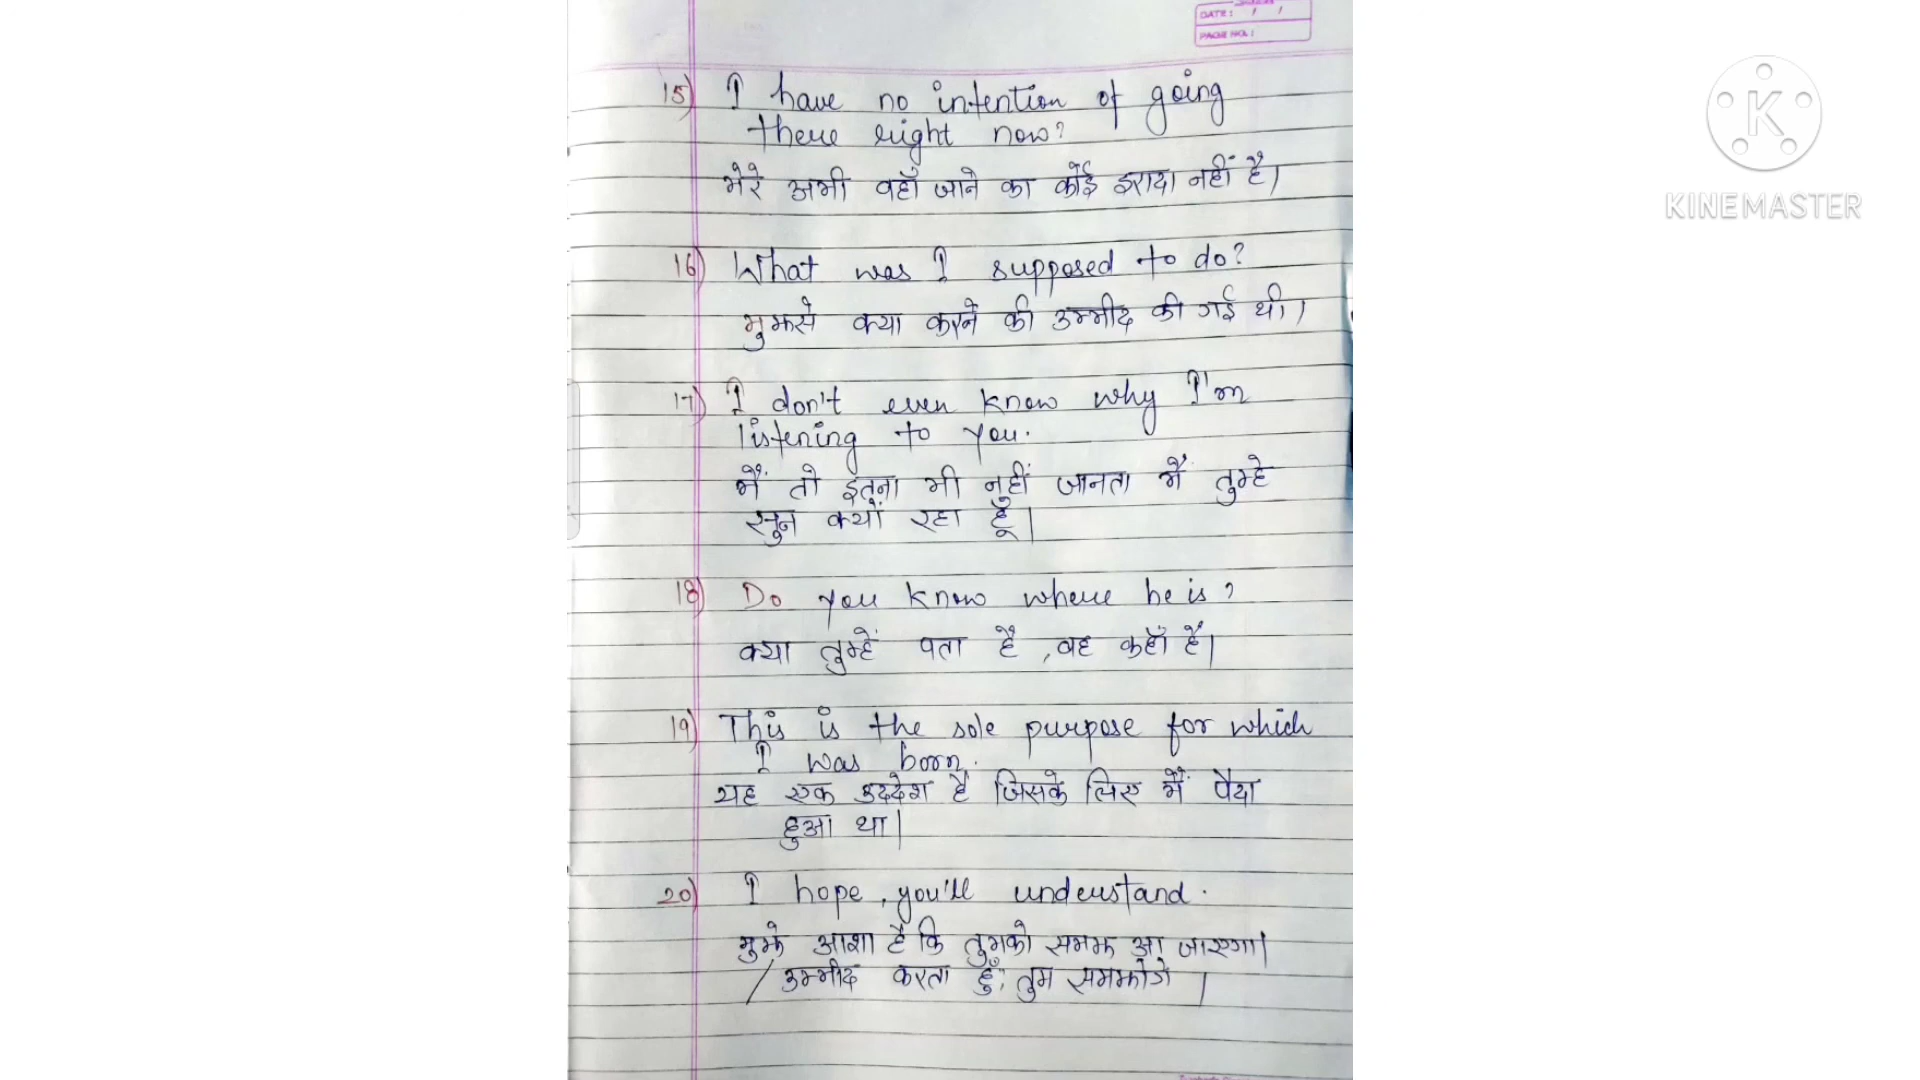 DATE: / /
PAGE NO.:
15) I have no intention of going
there right now?
मेरे अभी वहाँ जाने का कोई इरादा नहीं है।
16) What was I supposed to do?
मुझसे क्या करने की उम्मीद की गई थी।
17) I don't even know why I'm
listening to you.
मैं तो इतना भी नहीं जानता मैं तुम्हे
सुन क्यों रहा हूँ।
18) Do you know where he is?
क्या तुम्हें पता है, वह कहाँ है।
19) This is the sole purpose for which
I was born.
यह एक उददेश है जिसके लिए मैं पैदा
हुआ था।
20) I hope, you'll understand.
मुझे आशा है कि तुमको समझ आ जाएगा।
/ उम्मीद करता हूँ, तुम समझोगे।
K
KINEMASTER